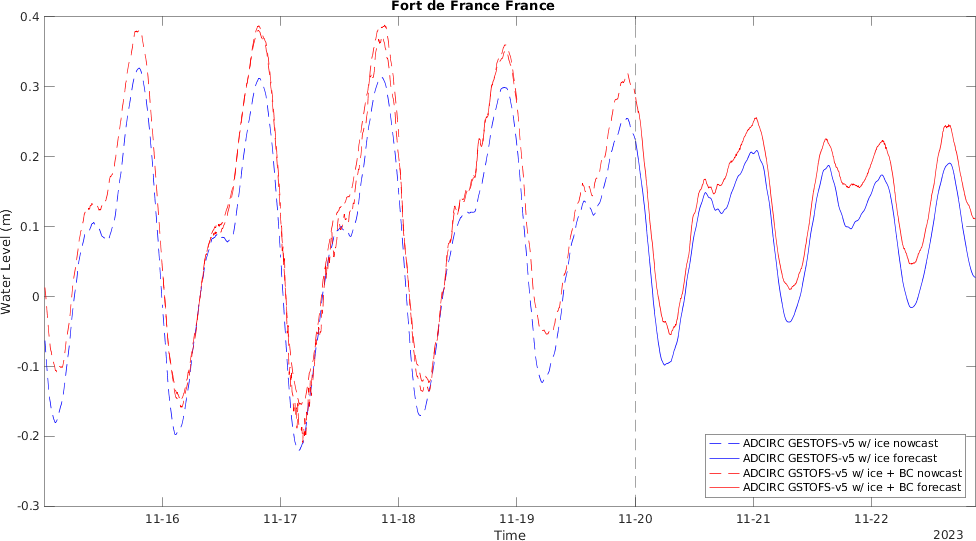 Fort de France France
0.4
0.3
0.2
0.1
0
-0.1
-0.2
-0.3
Water Level (m)
11-16 11-17 11-18 11-19 11-20 11-21 11-22
Time
2023
ADCIRC GESTOFS-v5 w/ ice nowcast
ADCIRC GESTOFS-v5 w/ ice forecast
ADCIRC GSTOFS-v5 w/ ice + BC nowcast
ADCIRC GSTOFS-v5 w/ ice + BC forecast